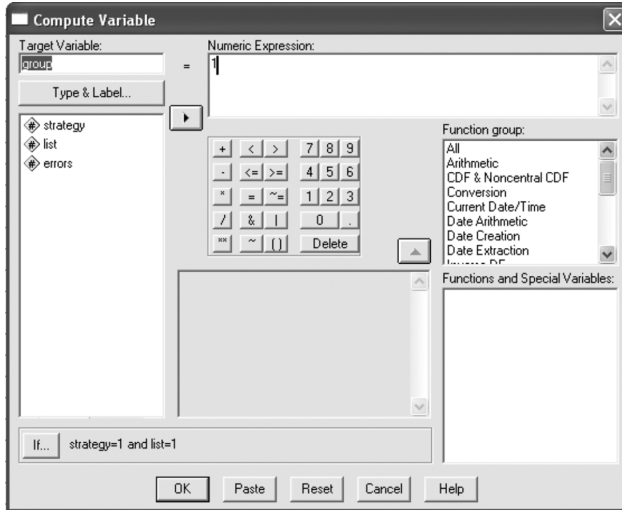 Compute Variable
Target Variable:
group
=
Numeric Expression:
1
Type & Label...
strategy
list
errors
+ < > 7 8 9
- <= >= 4 5 6
* = ~= 1 2 3
/ & | 0 .
** ~ () Delete
Function group:
All
Arithmetic
CDF & Noncentral CDF
Conversion
Current Date/Time
Date Arithmetic
Date Creation
Date Extraction
Inverse DF
Functions and Special Variables:
If... strategy=1 and list=1
OK Paste Reset Cancel Help